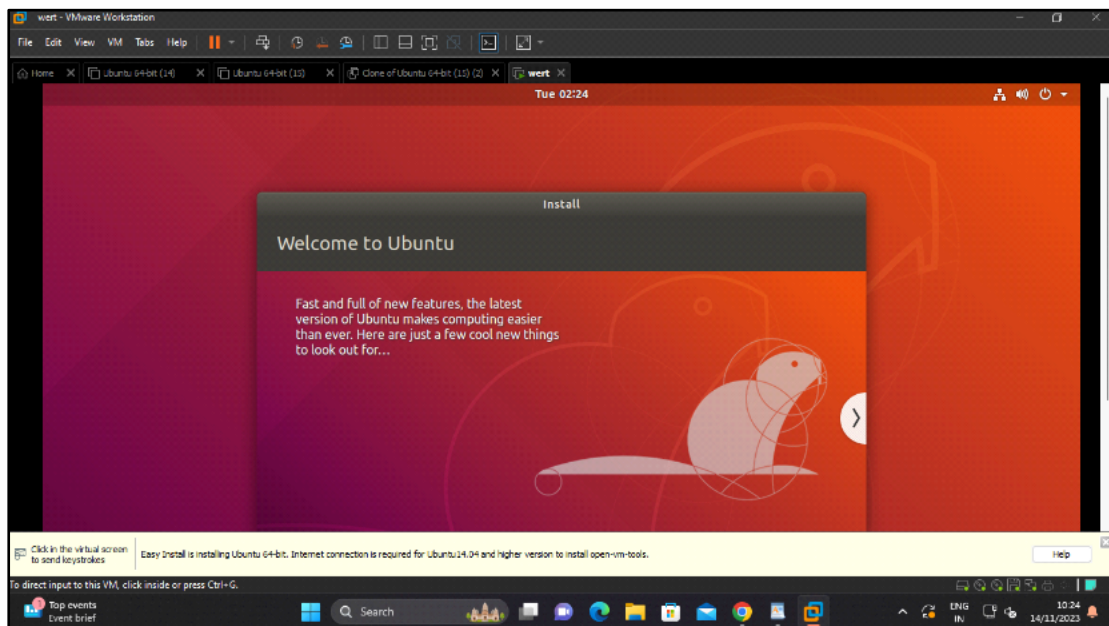 wert - VMware Workstation
File Edit View VM Tabs Help
Home Ubuntu 64-bit (14) Ubuntu 64-bit (15) Clone of Ubuntu 64-bit (15) (2) wert
Tue 02:24
Install
Welcome to Ubuntu
Fast and full of new features, the latest
version of Ubuntu makes computing easier
than ever. Here are just a few cool new things
to look out for...
Click in the virtual screen
to send keystrokes
Easy Install is installing Ubuntu 64-bit. Internet connection is required for Ubuntu14.04 and higher version to install open-vm-tools.
Help
To direct input to this VM, click inside or press Ctrl+G.
Top events
Event brief
Search
ENG
IN
10:24
14/11/2023